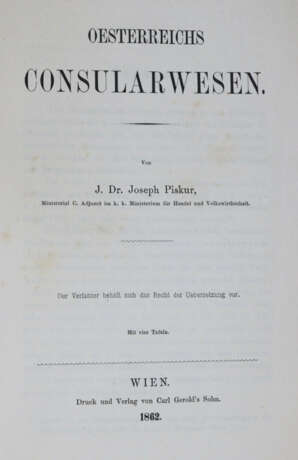 OESTERREICHS
CONSULARWESEN.
Von
J. Dr. Joseph Piskur,
Ministerial C. Adjunct im k. k. Ministerium für Handel und Volkswirthschaft.
Der Verfasser behält sich das Recht der Uebersetzung vor.
Mit vier Tafeln.
WIEN.
Druck und Verlag von Carl Gerold's Sohn.
1862.